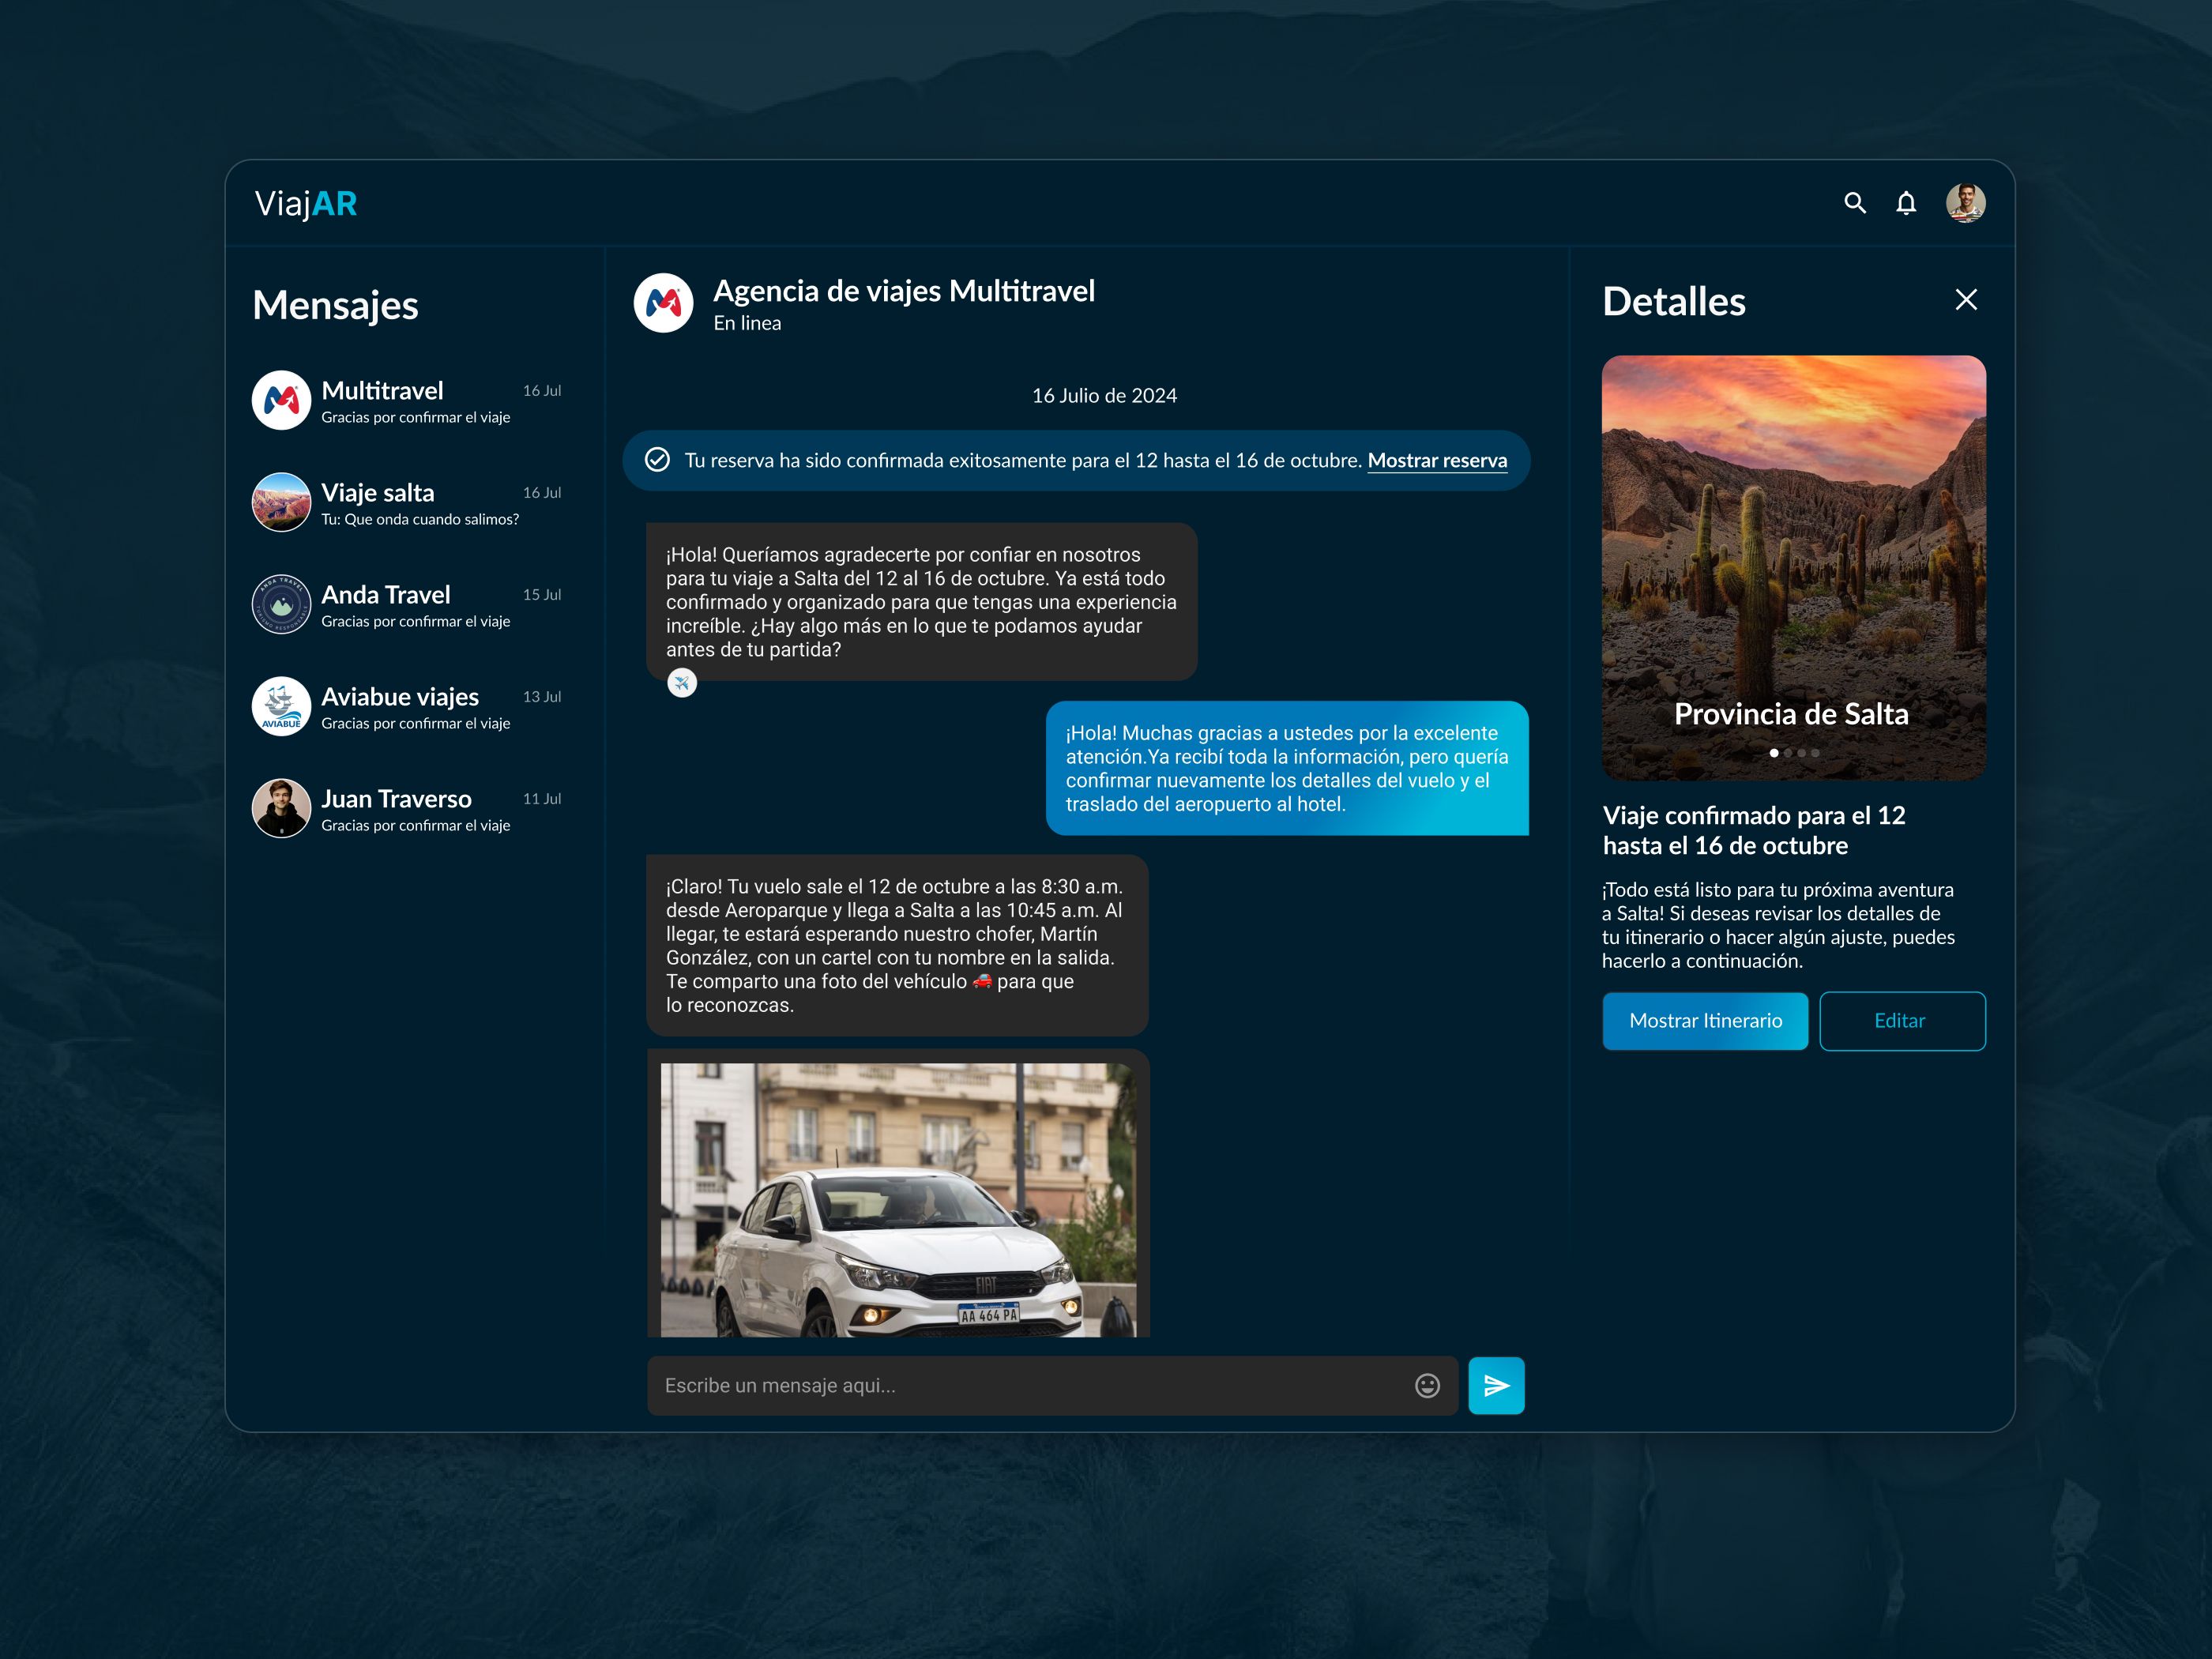 ViajAR
Mensajes
Multitravel
16 Jul
Gracias por confirmar el viaje
Viaje salta
16 Jul
Tu: Que onda cuando salimos?
ANDA TRAVEL
TURISMO RESPONSABLE
Anda Travel
15 Jul
Gracias por confirmar el viaje
AVIABUE
Aviabue viajes
13 Jul
Gracias por confirmar el viaje
Juan Traverso
11 Jul
Gracias por confirmar el viaje
Agencia de viajes Multitravel
En linea
16 Julio de 2024
Tu reserva ha sido confirmada exitosamente para el 12 hasta el 16 de octubre. Mostrar reserva
¡Hola! Queríamos agradecerte por confiar en nosotros
para tu viaje a Salta del 12 al 16 de octubre. Ya está todo
confirmado y organizado para que tengas una experiencia
increíble. ¿Hay algo más en lo que te podamos ayudar
antes de tu partida?
¡Hola! Muchas gracias a ustedes por la excelente
atención.Ya recibí toda la información, pero quería
confirmar nuevamente los detalles del vuelo y el
traslado del aeropuerto al hotel.
¡Claro! Tu vuelo sale el 12 de octubre a las 8:30 a.m.
desde Aeroparque y llega a Salta a las 10:45 a.m. Al
llegar, te estará esperando nuestro chofer, Martín
González, con un cartel con tu nombre en la salida.
Te comparto una foto del vehículo 🚗 para que
lo reconozcas.
FIAT
AA 464 PA
Escribe un mensaje aqui...
Detalles
Provincia de Salta
Viaje confirmado para el 12
hasta el 16 de octubre
¡Todo está listo para tu próxima aventura
a Salta! Si deseas revisar los detalles de
tu itinerario o hacer algún ajuste, puedes
hacerlo a continuación.
Mostrar Itinerario
Editar